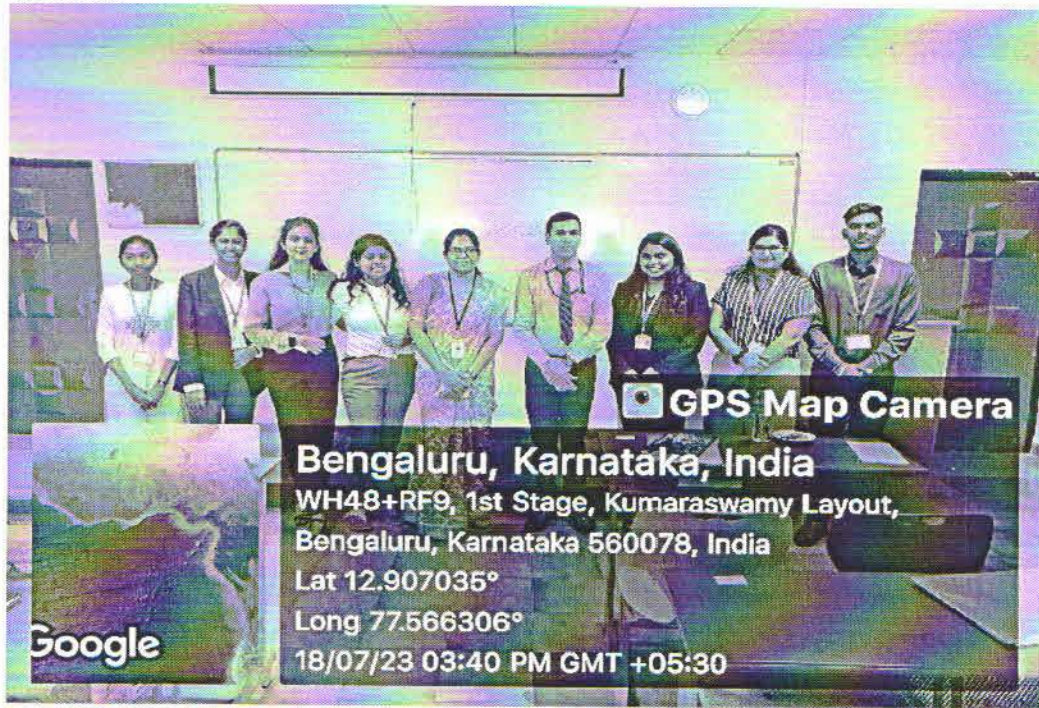 GPS Map Camera
Bengaluru, Karnataka, India
WH48+RF9, 1st Stage, Kumaraswamy Layout,
Bengaluru, Karnataka 560078, India
Lat 12.907035°
Long 77.566306°
18/07/23 03:40 PM GMT +05:30
Google